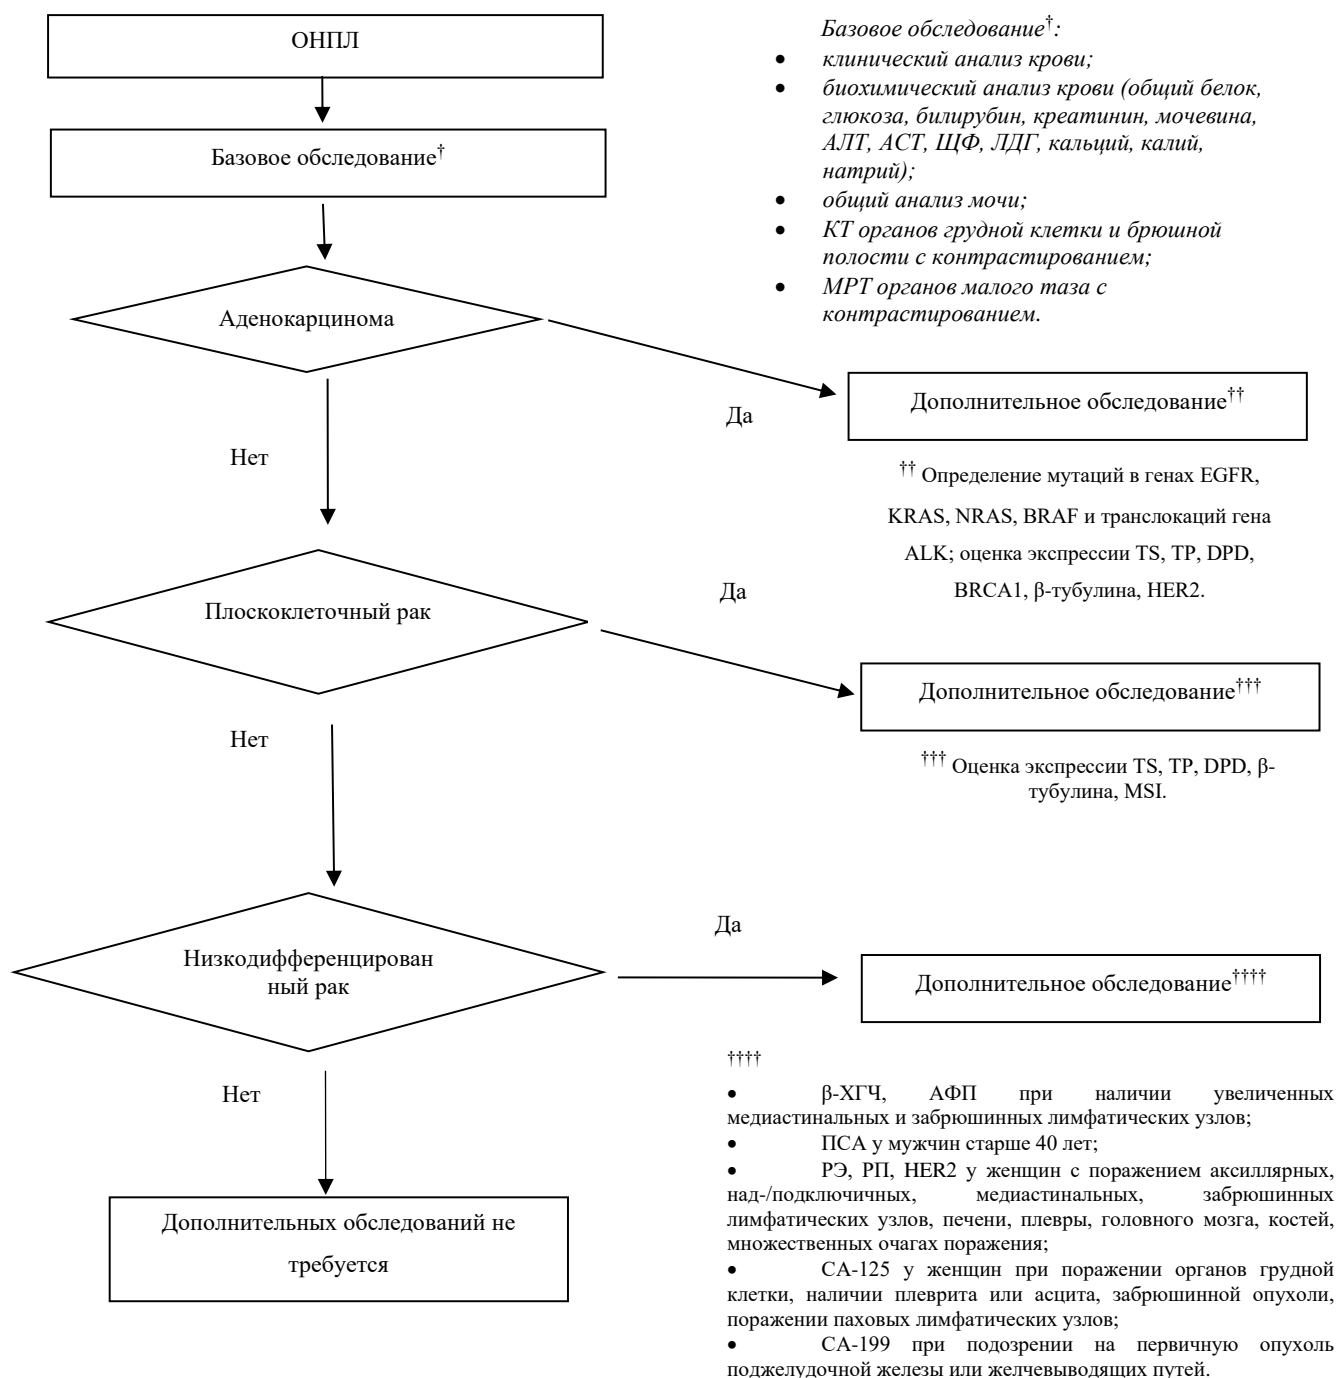 ОНПЛ
Базовое обследование†
Базовое обследование†:
• клинический анализ крови;
• биохимический анализ крови (общий белок,
глюкоза, билирубин, креатинин, мочевина,
АЛТ, АСТ, ЩФ, ЛДГ, кальций, калий,
натрий);
• общий анализ мочи;
• КТ органов грудной клетки и брюшной
полости с контрастированием;
• МРТ органов малого таза с
контрастированием.
Аденокарцинома
Да
Дополнительное обследование††
†† Определение мутаций в генах EGFR,
KRAS, NRAS, BRAF и транслокаций гена
ALK; оценка экспрессии TS, TP, DPD,
BRCA1, β-тубулина, HER2.
Нет
Плоскоклеточный рак
Да
Дополнительное обследование†††
††† Оценка экспрессии TS, TP, DPD, β-
тубулина, MSI.
Нет
Низкодифференцирован
ный рак
Да
Дополнительное обследование††††
††††
• β-ХГЧ, АФП при наличии увеличенных
медиастинальных и забрюшинных лимфатических узлов;
• ПСА у мужчин старше 40 лет;
• РЭ, РП, HER2 у женщин с поражением аксиллярных,
над-/подключичных, медиастинальных, забрюшинных
лимфатических узлов, печени, плевры, головного мозга, костей,
множественных очагах поражения;
• СА-125 у женщин при поражении органов грудной
клетки, наличии плеврита или асцита, забрюшинной опухоли,
поражении паховых лимфатических узлов;
• СА-199 при подозрении на первичную опухоль
поджелудочной железы или желчевыводящих путей.
Нет
Дополнительных обследований не
требуется